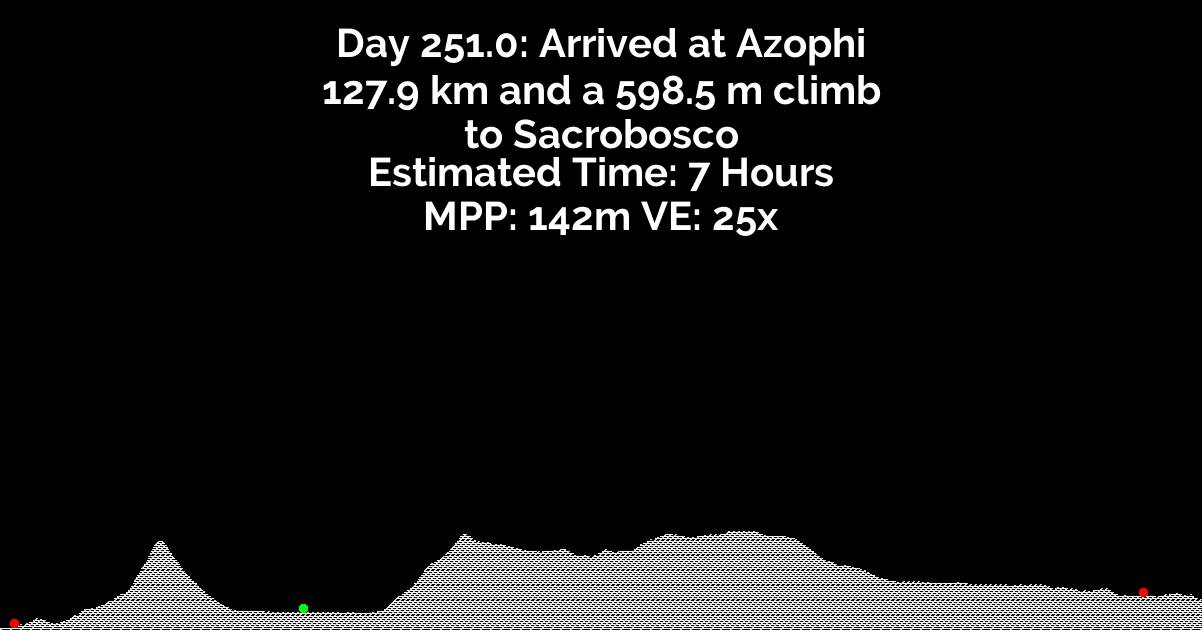 Day 251.0: Arrived at Azophi
127.9 km and a 598.5 m climb
to Sacrobosco
Estimated Time: 7 Hours
MPP: 142m VE: 25x